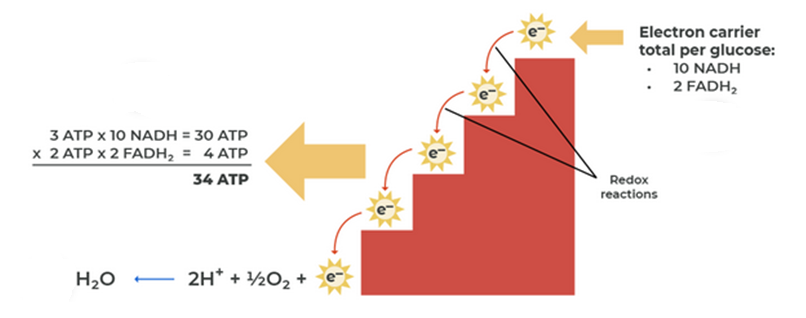 e⁻
Electron carrier
total per glucose:
• 10 NADH
• 2 FADH₂
e⁻
3 ATP x 10 NADH = 30 ATP
x 2 ATP x 2 FADH₂ = 4 ATP
34 ATP
e⁻
Redox
reactions
e⁻
H₂O ⟵ 2H⁺ + ½O₂ + e⁻